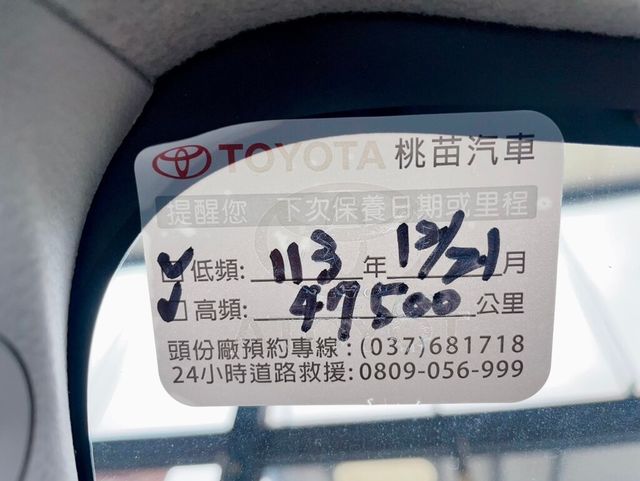 TOYOTA 桃苗汽車
提醒您 下次保養日期或里程
低頻: 113 年 12/21 月
高頻: 47500 公里
頭份廠預約專線:(037)681718
24小時道路救援:0809-056-999